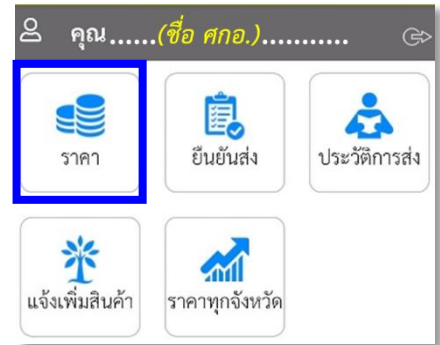 คุณ......(ชื่อ ศกอ.)...........
ราคา
ยืนยันส่ง
ประวัติการส่ง
แจ้งเพิ่มสินค้า
ราคาทุกจังหวัด